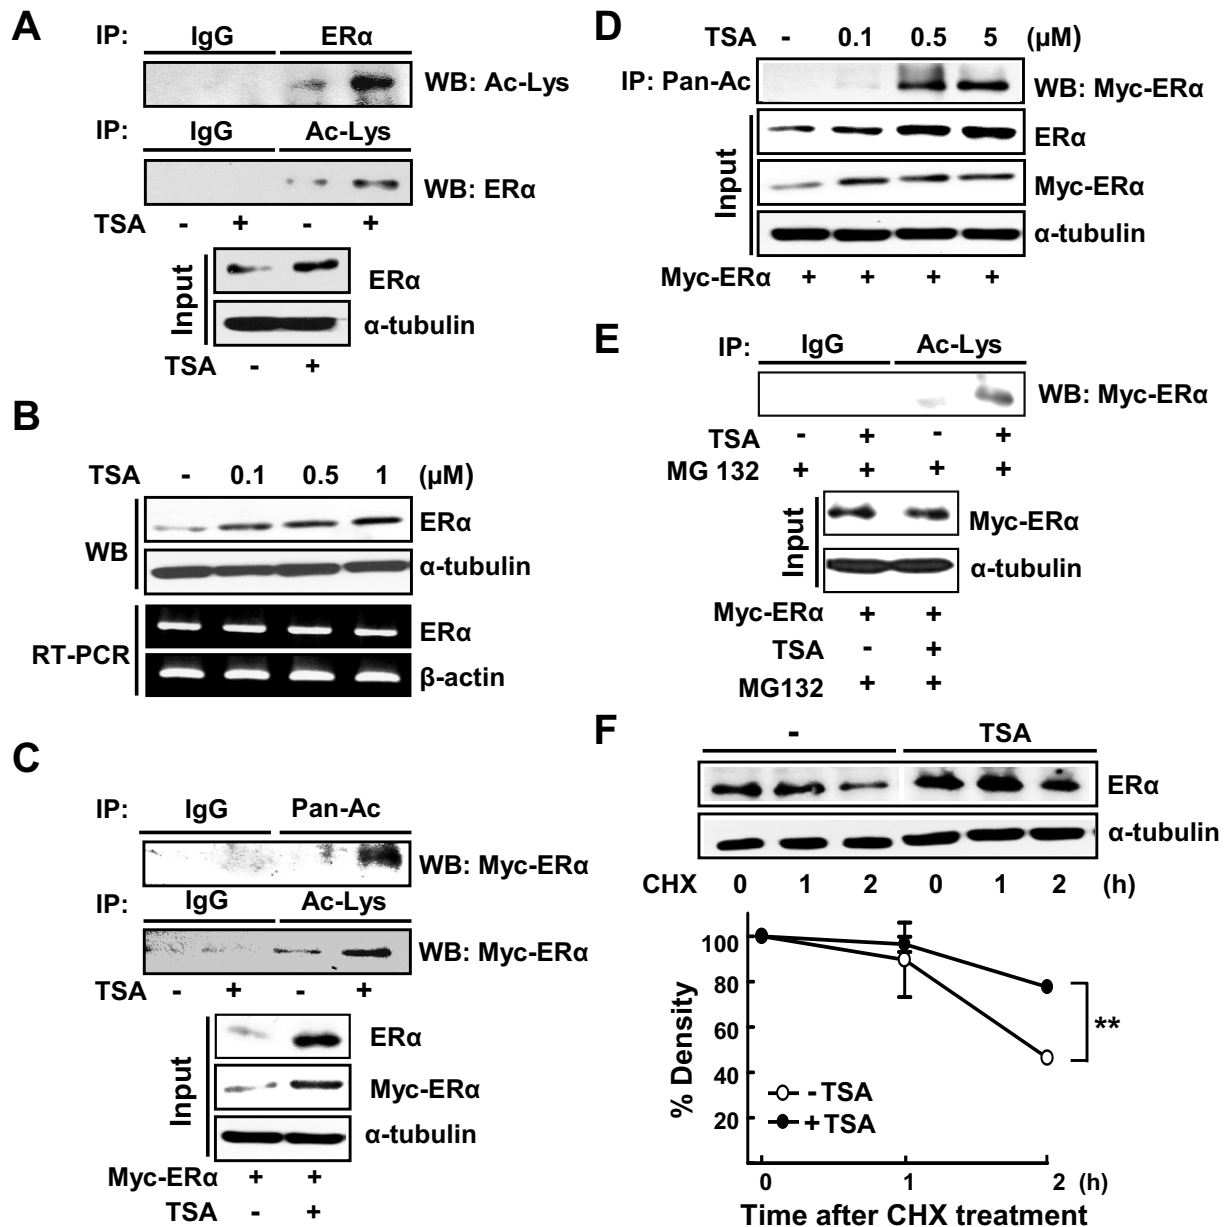 A
IP: IgG ERα
WB: Ac-Lys
IP: IgG Ac-Lys
WB: ERα
TSA - + - +
Input
ERα
α-tubulin
TSA - +
B
TSA - 0.1 0.5 1 (μM)
WB
ERα
α-tubulin
RT-PCR
ERα
β-actin
C
IP: IgG Pan-Ac
WB: Myc-ERα
IP: IgG Ac-Lys
WB: Myc-ERα
TSA - + - +
Input
ERα
Myc-ERα
α-tubulin
Myc-ERα + +
TSA - +
D
TSA - 0.1 0.5 5 (μM)
IP: Pan-Ac WB: Myc-ERα
Input
ERα
Myc-ERα
α-tubulin
Myc-ERα + + + +
E
IP: IgG Ac-Lys
WB: Myc-ERα
TSA - + - +
MG 132 + + + +
Input
Myc-ERα
α-tubulin
Myc-ERα + +
TSA - +
MG132 + +
F
- TSA
ERα
α-tubulin
CHX 0 1 2 0 1 2 (h)
% Density
100
80
60
40
20
**
- TSA
+ TSA
0 1 2 (h)
Time after CHX treatment